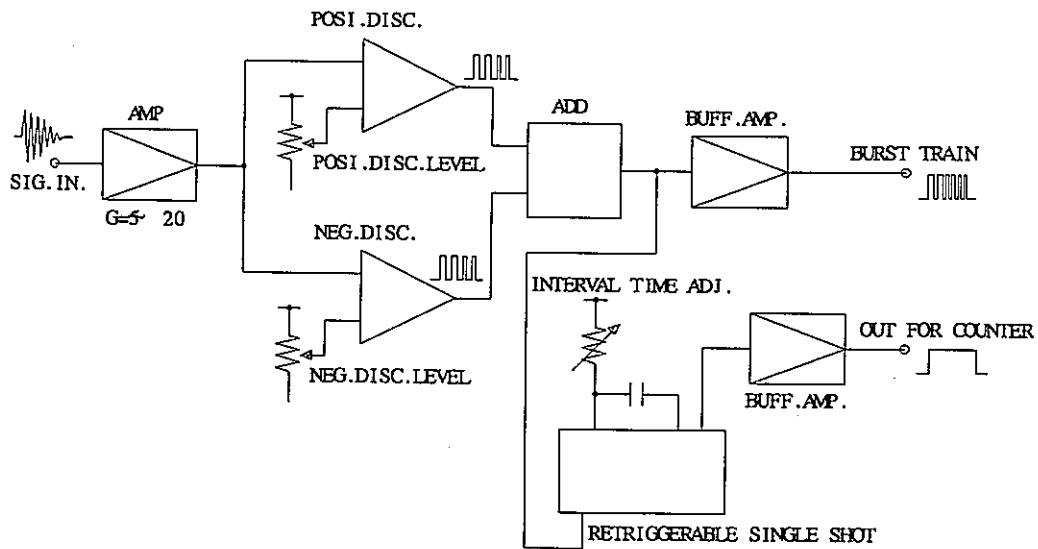 POSI.DISC.
AMP
ADD
BUFF.AMP.
BURST TRAIN
POSI.DISC.LEVEL
SIG.IN.
G=5~ 20
NEG.DISC.
INTERVAL TIME ADJ.
OUT FOR COUNTER
NEG.DISC.LEVEL
BUFF.AMP.
RETRIGGERABLE SINGLE SHOT